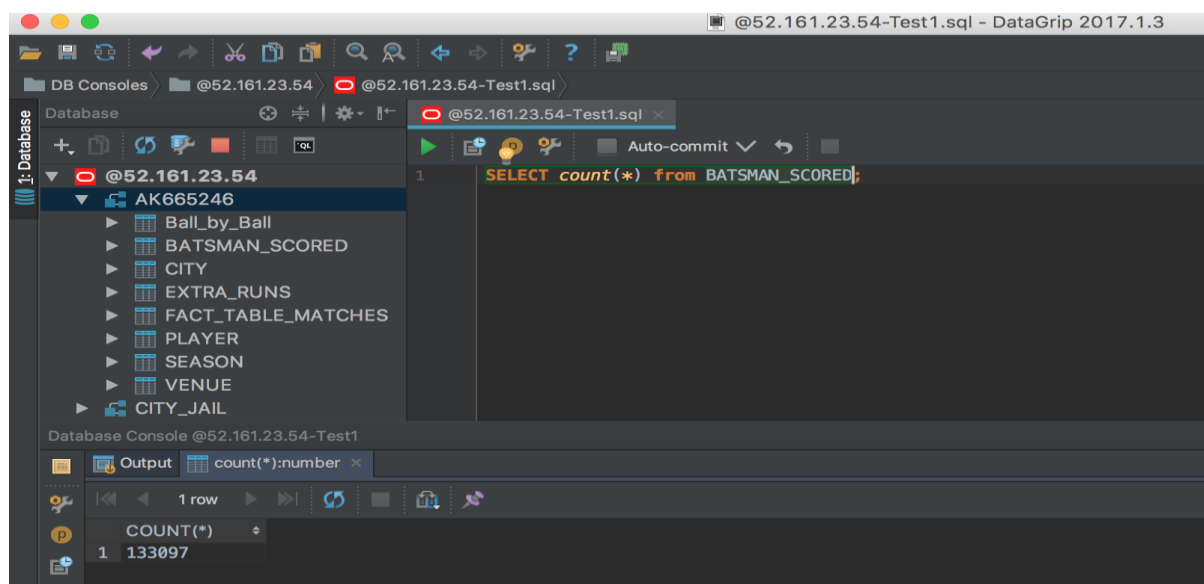 @52.161.23.54-Test1.sql - DataGrip 2017.1.3
DB Consoles @52.161.23.54 @52.161.23.54-Test1.sql
1: Database
Database
@52.161.23.54-Test1.sql
Auto-commit
@52.161.23.54
AK665246
Ball_by_Ball
BATSMAN_SCORED
CITY
EXTRA_RUNS
FACT_TABLE_MATCHES
PLAYER
SEASON
VENUE
CITY_JAIL
1 SELECT count(*) from BATSMAN_SCORED;
Database Console @52.161.23.54-Test1
Output count(*):number
1 row
COUNT(*)
1 133097